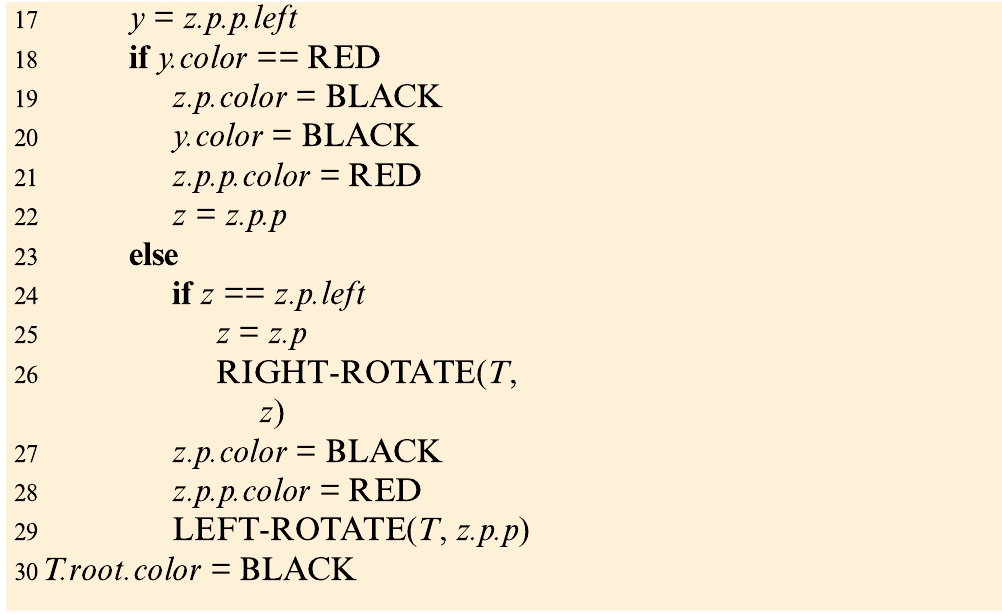 17 y = z.p.p.left
18 if y.color == RED
19 z.p.color = BLACK
20 y.color = BLACK
21 z.p.p.color = RED
22 z = z.p.p
23 else
24 if z == z.p.left
25 z = z.p
26 RIGHT-ROTATE(T,
z)
27 z.p.color = BLACK
28 z.p.p.color = RED
29 LEFT-ROTATE(T, z.p.p)
30 T.root.color = BLACK